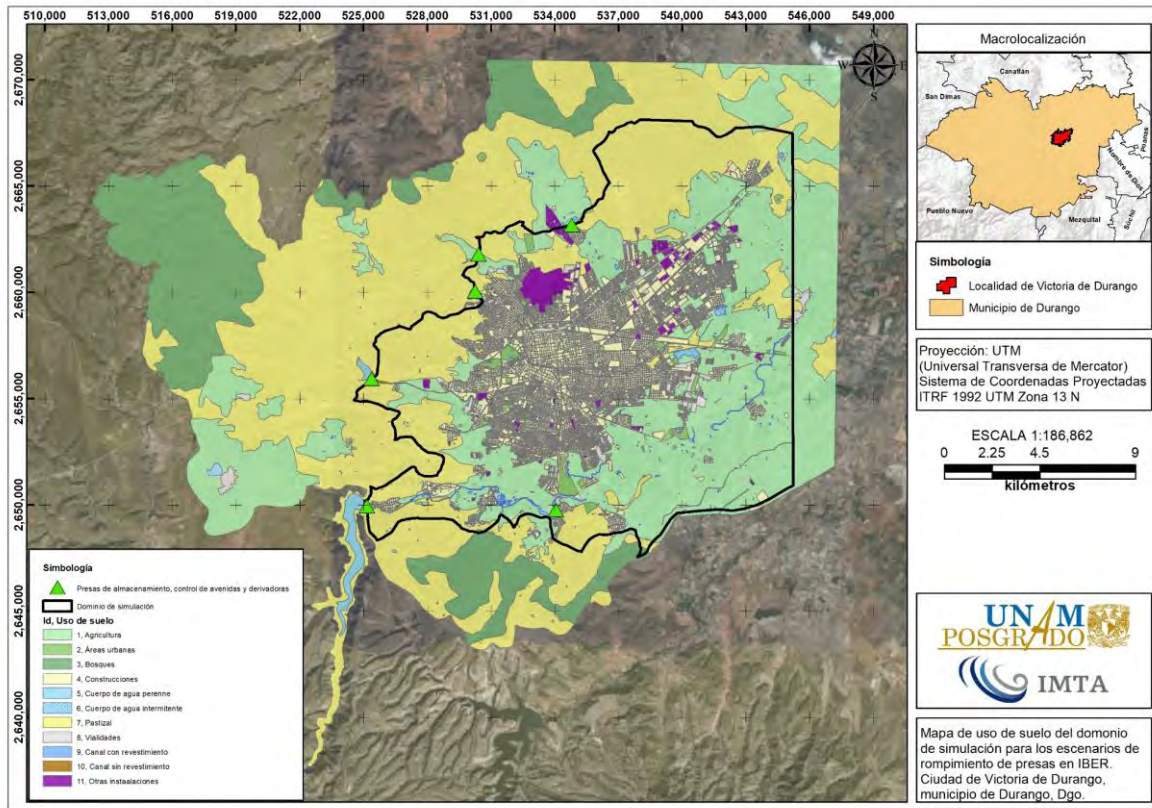 510,000 513,000 516,000 519,000 522,000 525,000 528,000 531,000 534,000 537,000 540,000 543,000 546,000 549,000
2,670,000
2,665,000
2,660,000
2,655,000
2,650,000
2,645,000
2,640,000
N
W E
S
Simbología
Presas de almacenamiento, control de avenidas y derivadoras
Dominio de simulación
Id, Uso de suelo
1, Agricultura
2, Áreas urbanas
3, Bosques
4, Construcciones
5, Cuerpo de agua perenne
6, Cuerpo de agua intermitente
7, Pastizal
8, Vialidades
9, Canal con revestimiento
10, Canal sin revestimiento
11, Otras instaalaciones
Macrolocalización
Canatlán
San Dimas
Poanas
Nombre de Dios
Pueblo Nuevo
Mezquital
Súchil
Simbología
Localidad de Victoria de Durango
Municipio de Durango
Proyección: UTM
(Universal Transversa de Mercator)
Sistema de Coordenadas Proyectadas
ITRF 1992 UTM Zona 13 N
ESCALA 1:186,862
0 2.25 4.5 9
kilómetros
UNAM
POSGRADO
IMTA
Mapa de uso de suelo del domonio
de simulación para los escenarios de
rompimiento de presas en IBER.
Ciudad de Victoria de Durango,
municipio de Durango, Dgo.